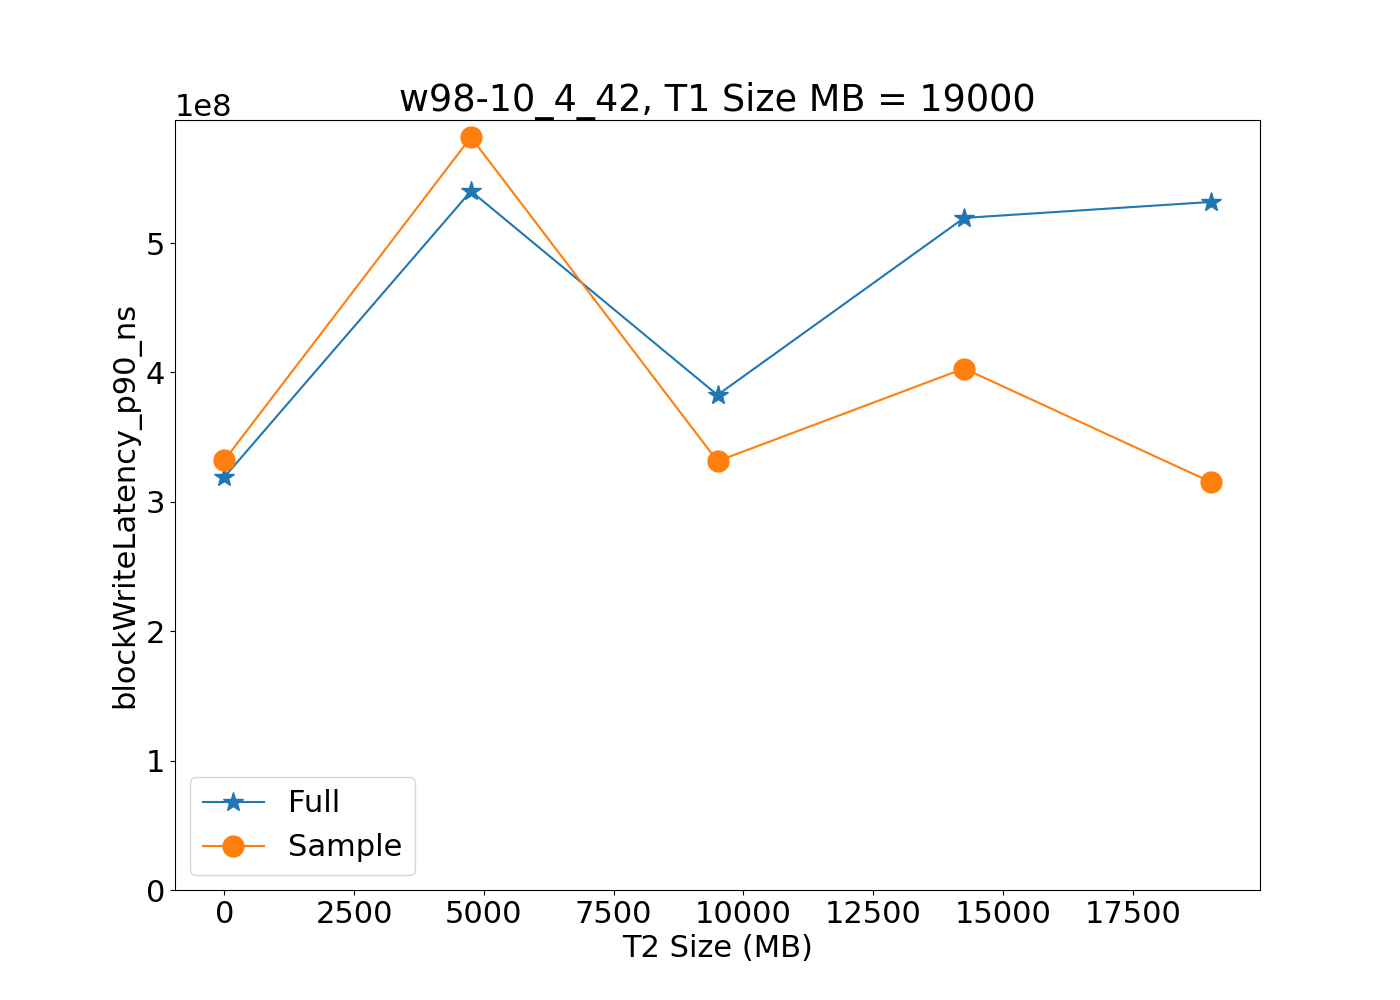 w98-10_4_42, T1 Size MB = 19000
1e8
5
4
3
2
1
0
blockWriteLatency_p90_ns
Full
Sample
0 2500 5000 7500 10000 12500 15000 17500
T2 Size (MB)